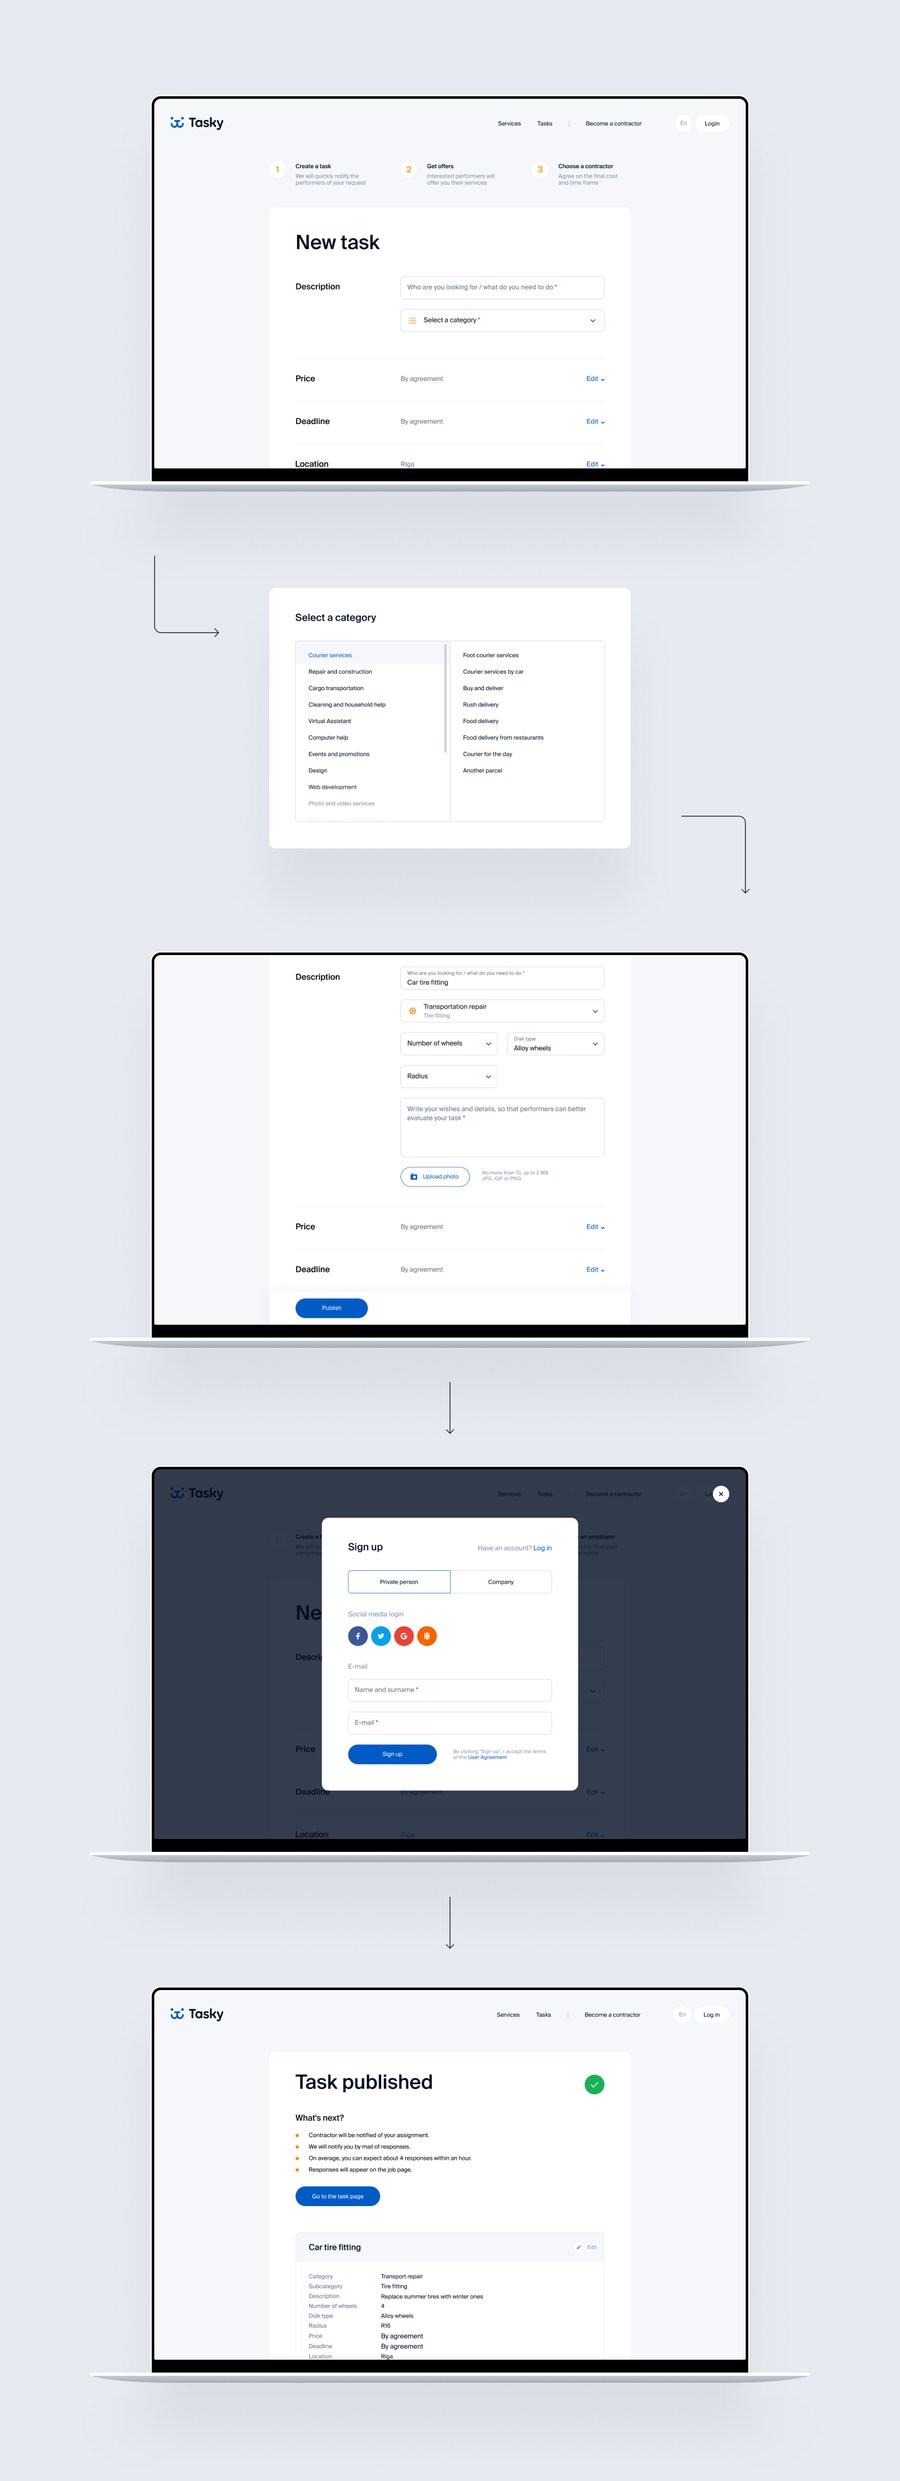 Tasky
Services
Tasks
Become a contractor
En
Login
1
Create a task
We will quickly notify the
performers of your request
2
Get offers
Interested performers will
offer you their services
3
Choose a contractor
Agree on the final cost
and time frame
New task
Description
Who are you looking for / what do you need to do *
Select a category *
Price
By agreement
Edit
Deadline
By agreement
Edit
Location
Riga
Edit
Select a category
Courier services
Repair and construction
Cargo transportation
Cleaning and household help
Virtual Assistant
Computer help
Events and promotions
Design
Web development
Photo and video services
Foot courier services
Courier services by car
Buy and deliver
Rush delivery
Food delivery
Food delivery from restaurants
Courier for the day
Another parcel
Description
Who are you looking for / what do you need to do *
Car tire fitting
Transportation repair
Tire fitting
Number of wheels
Disk type
Alloy wheels
Radius
Write your wishes and details, so that performers can better
evaluate your task *
Upload photo
No more than 10, up to 2 MB
JPG, GIF or PNG
Price
By agreement
Edit
Deadline
By agreement
Edit
Publish
Tasky
Services
Tasks
Become a contractor
Sign up
Have an account? Log in
Private person
Company
Social media login
E-mail
Name and surname *
E-mail *
Sign up
By clicking "Sign up", I accept the terms
of the User Agreement
Price
Edit
Deadline
By agreement
Edit
Location
Riga
Edit
Tasky
Services
Tasks
Become a contractor
En
Log in
Task published
What's next?
Contractor will be notified of your assignment.
We will notify you by mail of responses.
On average, you can expect about 4 responses within an hour.
Responses will appear on the job page.
Go to the task page
Car tire fitting
Edit
Category
Transport repair
Subcategory
Tire fitting
Description
Replace summer tires with winter ones
Number of wheels
4
Disk type
Alloy wheels
Radius
R16
Price
By agreement
Deadline
By agreement
Location
Riga